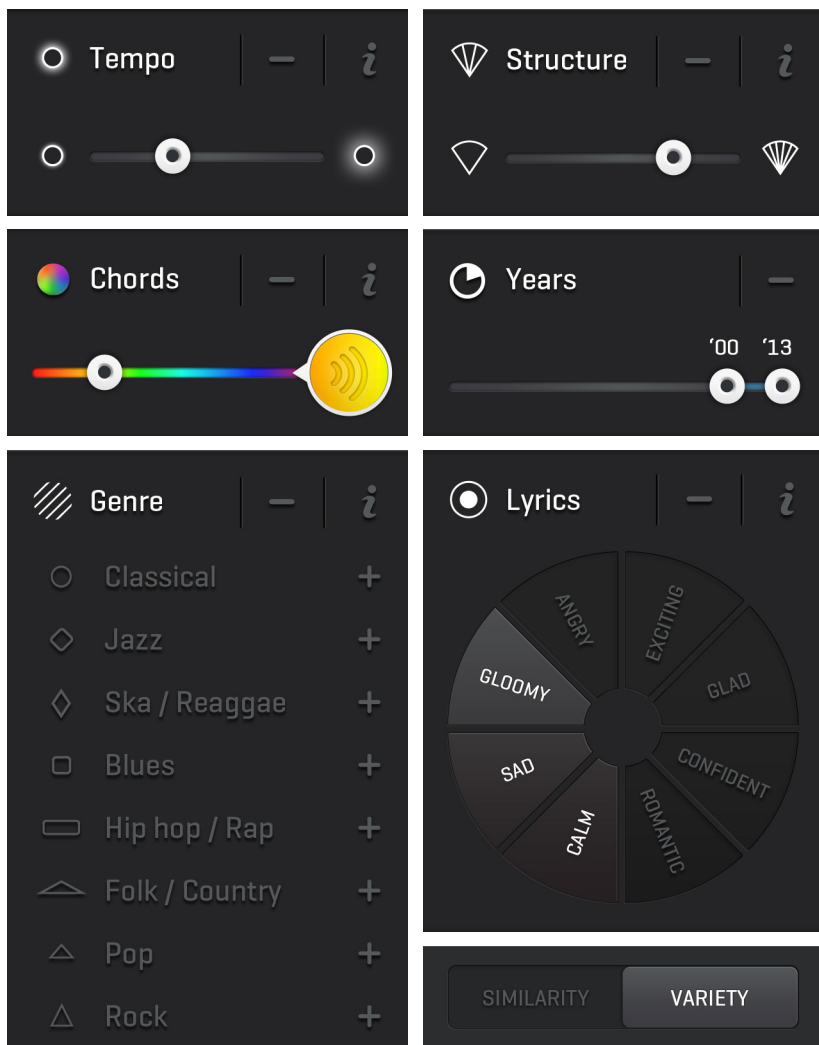 Tempo
i
Structure
i
Chords
i
Years
‘00 ‘13
Genre
i
Classical
Jazz
Ska / Reaggae
Blues
Hip hop / Rap
Folk / Country
Pop
Rock
Lyrics
i
ANGRY
EXCITING
GLOOMY
GLAD
SAD
CONFIDENT
CALM
ROMANTIC
SIMILARITY
VARIETY